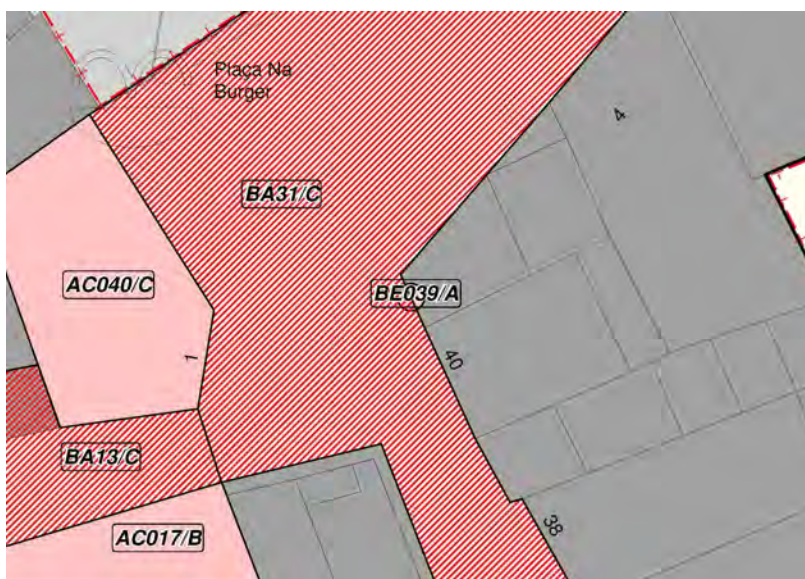 Plaça Na
Burger
4
BA31/C
AC040/C
BE039/A
1
40
BA13/C
38
AC017/B